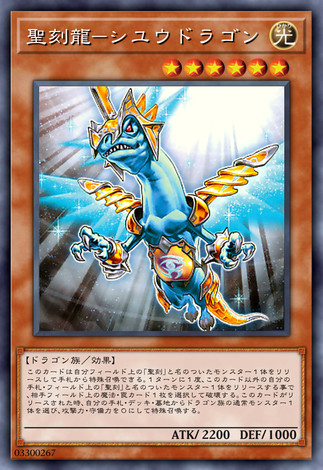 聖刻龍－シユウドラゴン
光
【ドラゴン族／効果】
このカードは自分フィールド上の「聖刻」と名のついたモンスター１体をリリ
ースして手札から特殊召喚できる。１ターンに１度、このカード以外の自分の
手札・フィールド上の「聖刻」と名のついたモンスター１体をリリースする事で、
相手フィールド上の魔法・罠カード１枚を選択して破壊する。このカードがリ
リースされた時、自分の手札・デッキ・墓地からドラゴン族の通常モンスター１
体を選び、攻撃力・守備力を０にして特殊召喚する。
ATK/ 2200 DEF/1000
03300267